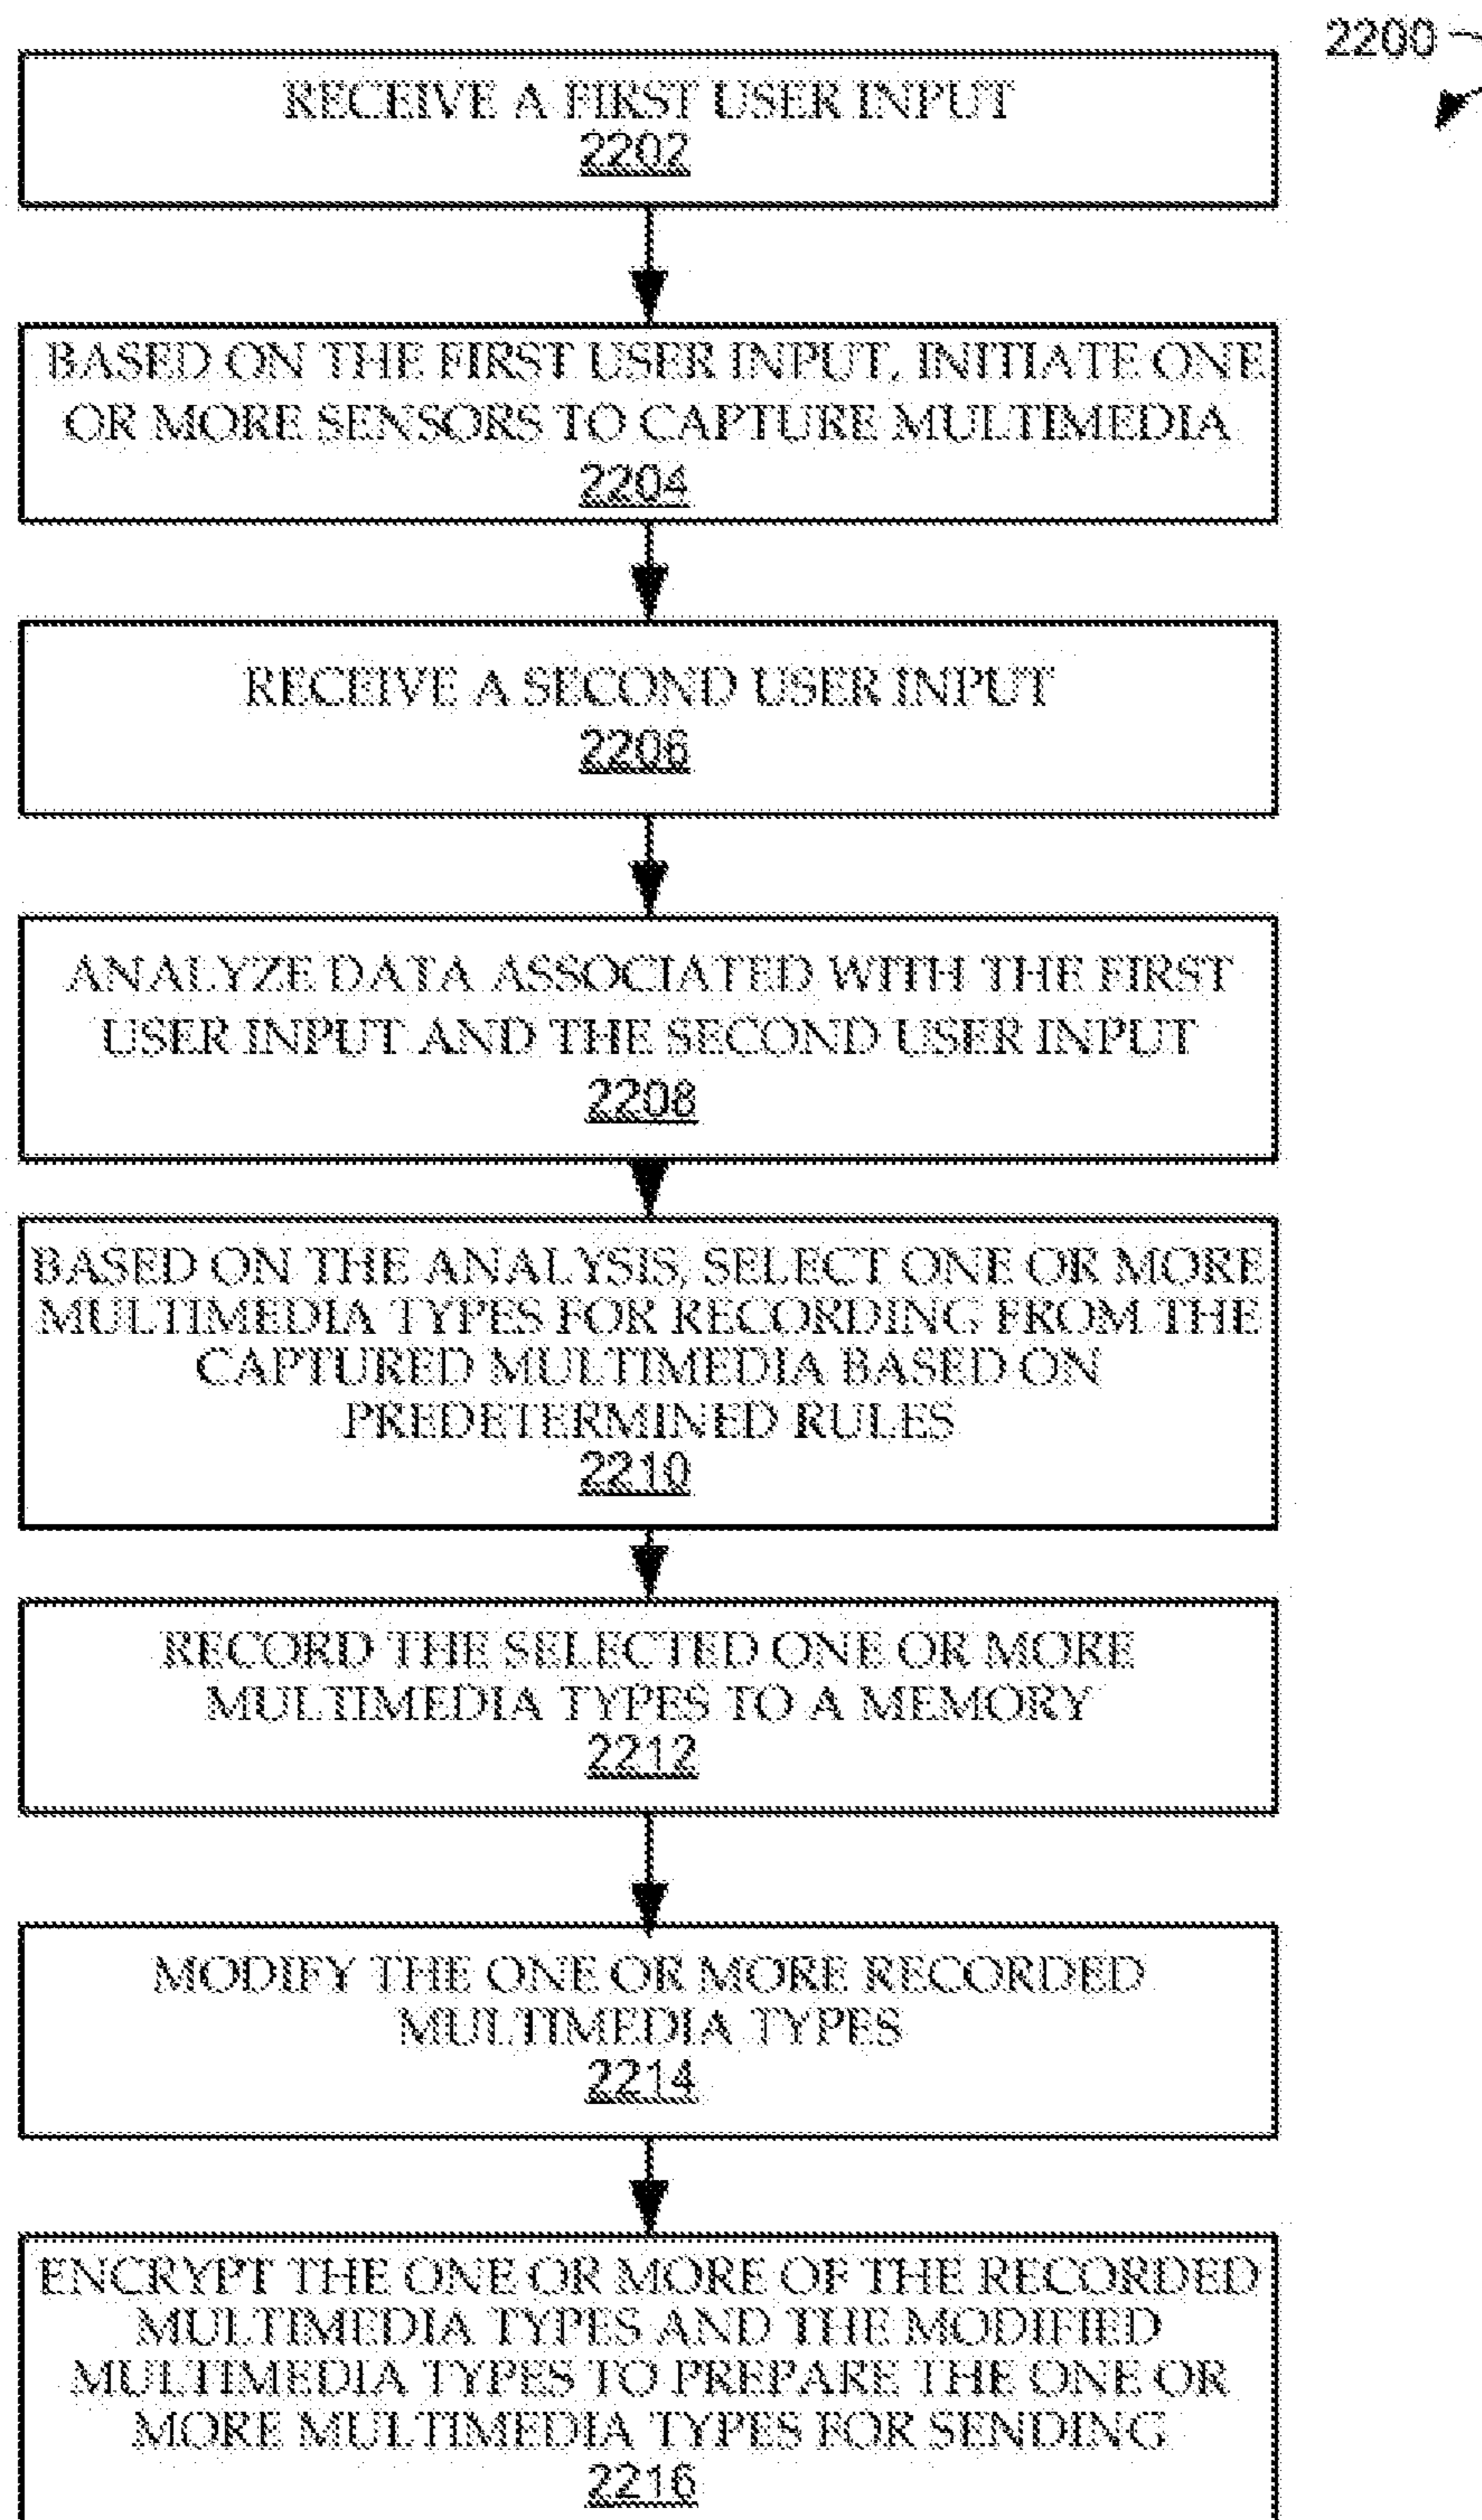 2200
RECEIVE A FIRST USER INPUT
2202
BASED ON THE FIRST USER INPUT, INITIATE ONE
OR MORE SENSORS TO CAPTURE MULTIMEDIA
2204
RECEIVE A SECOND USER INPUT
2206
ANALYZE DATA ASSOCIATED WITH THE FIRST
USER INPUT AND THE SECOND USER INPUT
2208
BASED ON THE ANALYSIS, SELECT ONE OR MORE
MULTIMEDIA TYPES FOR RECORDING FROM THE
CAPTURED MULTIMEDIA BASED ON
PREDETERMINED RULES
2210
RECORD THE SELECTED ONE OR MORE
MULTIMEDIA TYPES TO A MEMORY
2212
MODIFY THE ONE OR MORE RECORDED
MULTIMEDIA TYPES
2214
ENCRYPT THE ONE OR MORE OF THE RECORDED
MULTIMEDIA TYPES AND THE MODIFIED
MULTIMEDIA TYPES TO PREPARE THE ONE OR
MORE MULTIMEDIA TYPES FOR SENDING
2216